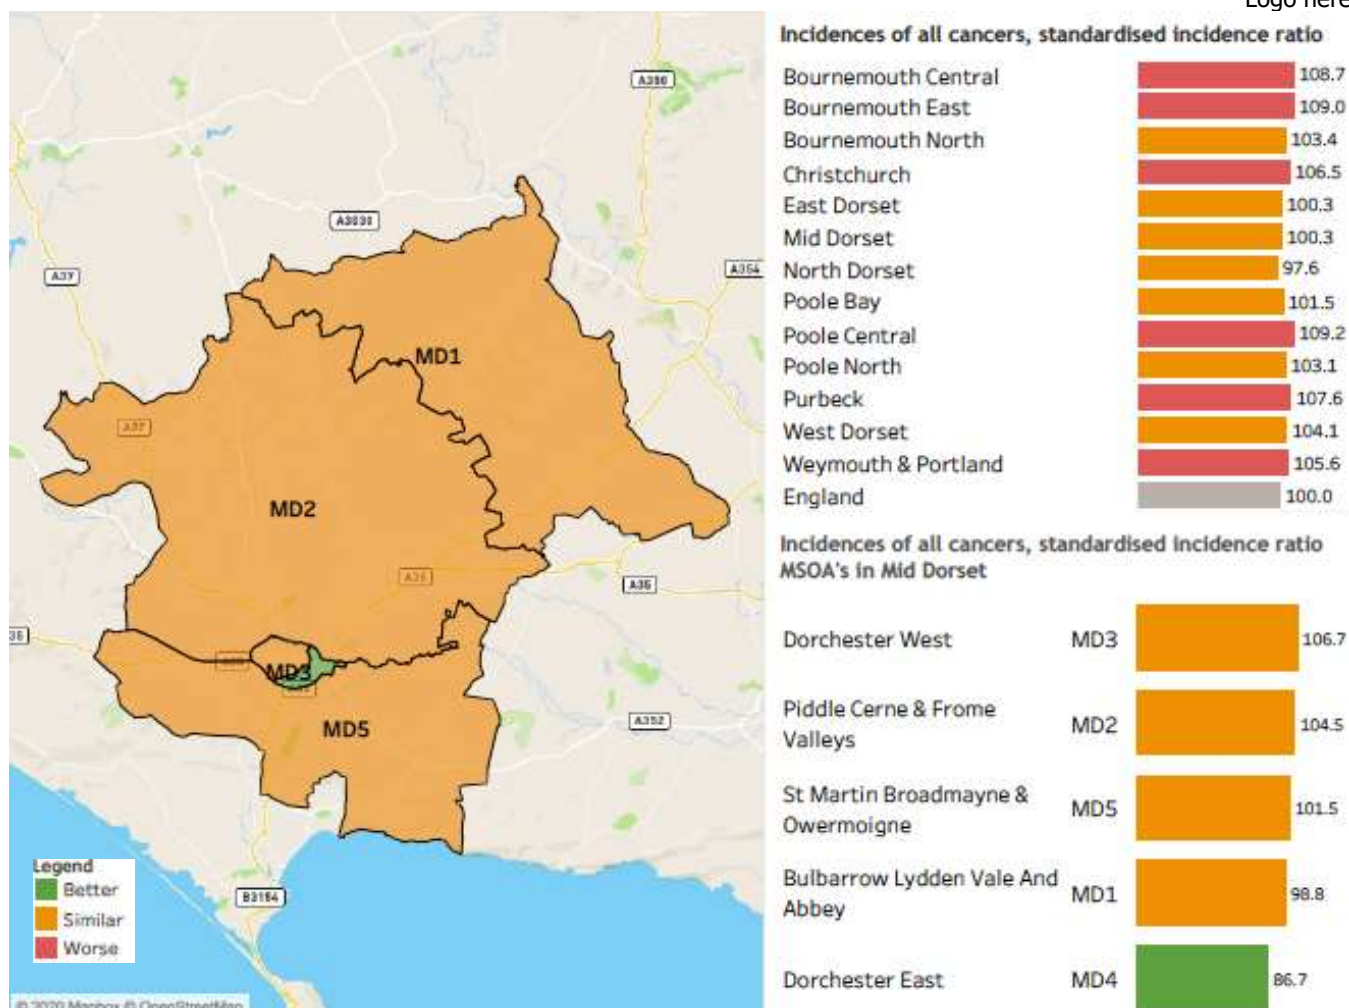 Logo here
A350
A3030
A37
A354
MD1
A37
MD2
A35
A35
MD3
MD5
A352
B3154
Legend
Better
Similar
Worse
© 2020 Mapbox © OpenStreetMap
Incidences of all cancers, standardised incidence ratio
Bournemouth Central 108.7
Bournemouth East 109.0
Bournemouth North 103.4
Christchurch 106.5
East Dorset 100.3
Mid Dorset 100.3
North Dorset 97.6
Poole Bay 101.5
Poole Central 109.2
Poole North 103.1
Purbeck 107.6
West Dorset 104.1
Weymouth & Portland 105.6
England 100.0
Incidences of all cancers, standardised incidence ratio
MSOA's in Mid Dorset
Dorchester West MD3 106.7
Piddle Cerne & Frome
Valleys MD2 104.5
St Martin Broadmayne &
Owermoigne MD5 101.5
Bulbarrow Lydden Vale And
Abbey MD1 98.8
Dorchester East MD4 86.7